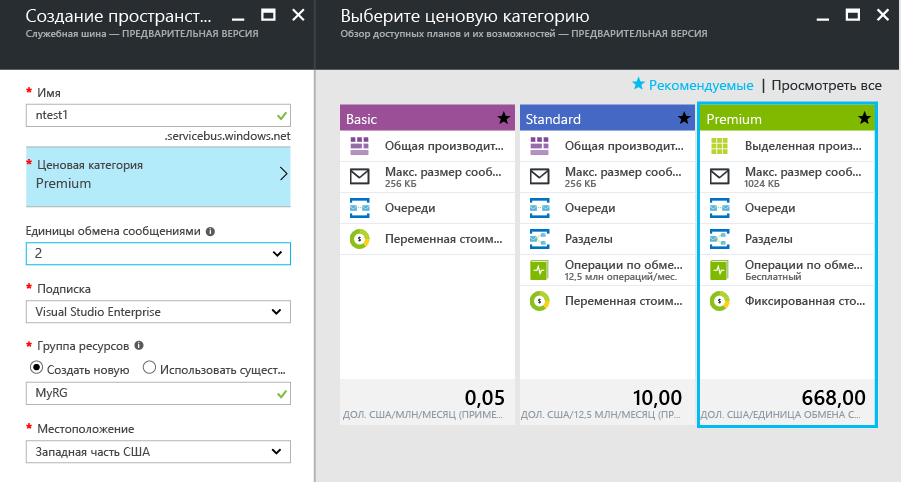 Создание пространст...
Служебная шина — ПРЕДВАРИТЕЛЬНАЯ ВЕРСИЯ
* Имя
ntest1
.servicebus.windows.net
* Ценовая категория
Premium
Единицы обмена сообщениями
2
* Подписка
Visual Studio Enterprise
* Группа ресурсов
Создать новую Использовать сущест...
MyRG
* Местоположение
Западная часть США
Выберите ценовую категорию
Обзор доступных планов и их возможностей — ПРЕДВАРИТЕЛЬНАЯ ВЕРСИЯ
★ Рекомендуемые | Просмотреть все
Basic ★
Общая производит...
Макс. размер сооб...
256 КБ
Очереди
Переменная стоим...
0,05
ДОЛ. США/МЛН/МЕСЯЦ (ПРИМЕ...
Standard ★
Общая производит...
Макс. размер сооб...
256 КБ
Очереди
Разделы
Операции по обме...
12,5 млн операций/мес.
Переменная стоим...
10,00
ДОЛ. США/12,5 МЛН/МЕСЯЦ (ПР...
Premium ★
Выделенная произ...
Макс. размер сооб...
1024 КБ
Очереди
Разделы
Операции по обме...
Бесплатный
Фиксированная сто...
668,00
ДОЛ. США/ЕДИНИЦА ОБМЕНА С...